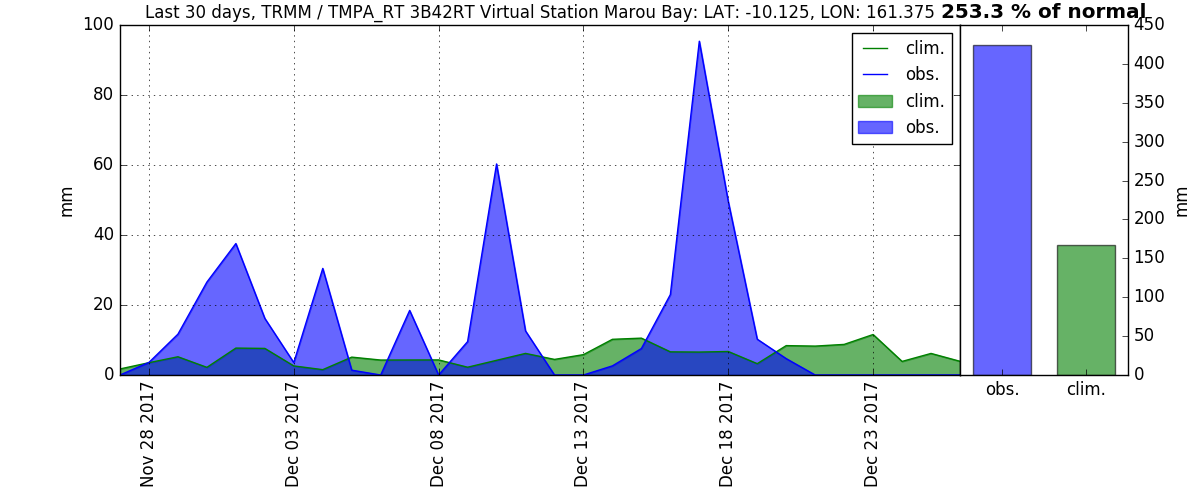 Last 30 days, TRMM / TMPA_RT 3B42RT Virtual Station Marou Bay: LAT: -10.125, LON: 161.375 253.3 % of normal
100
80
60
40
20
0
mm
clim.
obs.
clim.
obs.
Nov 28 2017
Dec 03 2017
Dec 08 2017
Dec 13 2017
Dec 18 2017
Dec 23 2017
450
400
350
300
250
200
150
100
50
0
mm
obs. clim.